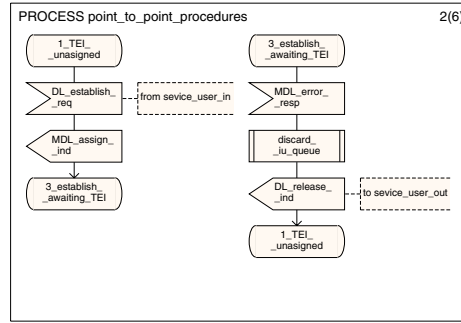 PROCESS point_to_point_procedures 2(6)
1_TEI_
_unasigned
DL_establish_
_req
from sevice_user_in
MDL_assign_
_ind
3_establish_
_awaiting_TEI
3_establish_
_awaiting_TEI
MDL_error_
_resp
discard_
_iu_queue
DL_release_
_ind
to sevice_user_out
1_TEI_
_unasigned